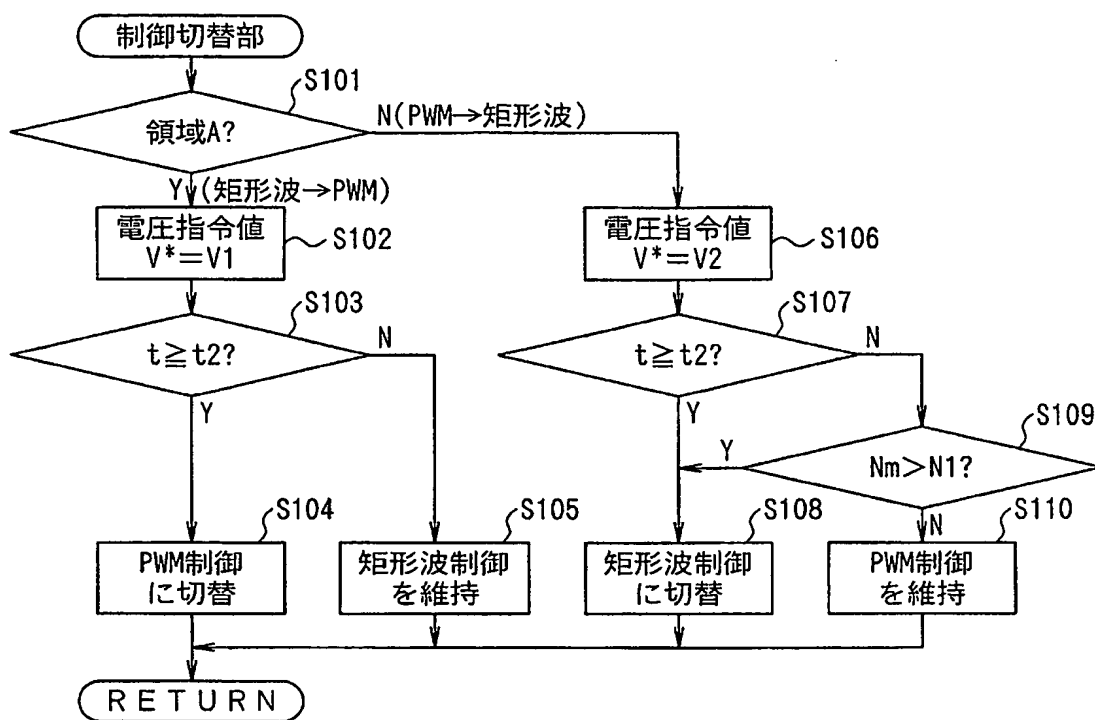 制御切替部
S101
領域A?
N(PWM→矩形波)
Y (矩形波→PWM)
電圧指令値
V*=V1
S102
電圧指令値
V*=V2
S106
S103
t≧t2?
N
Y
S107
t≧t2?
N
Y
S109
Nm>N1?
Y
N
S104
PWM制御
に切替
S105
矩形波制御
を維持
S108
矩形波制御
に切替
S110
PWM制御
を維持
RETURN